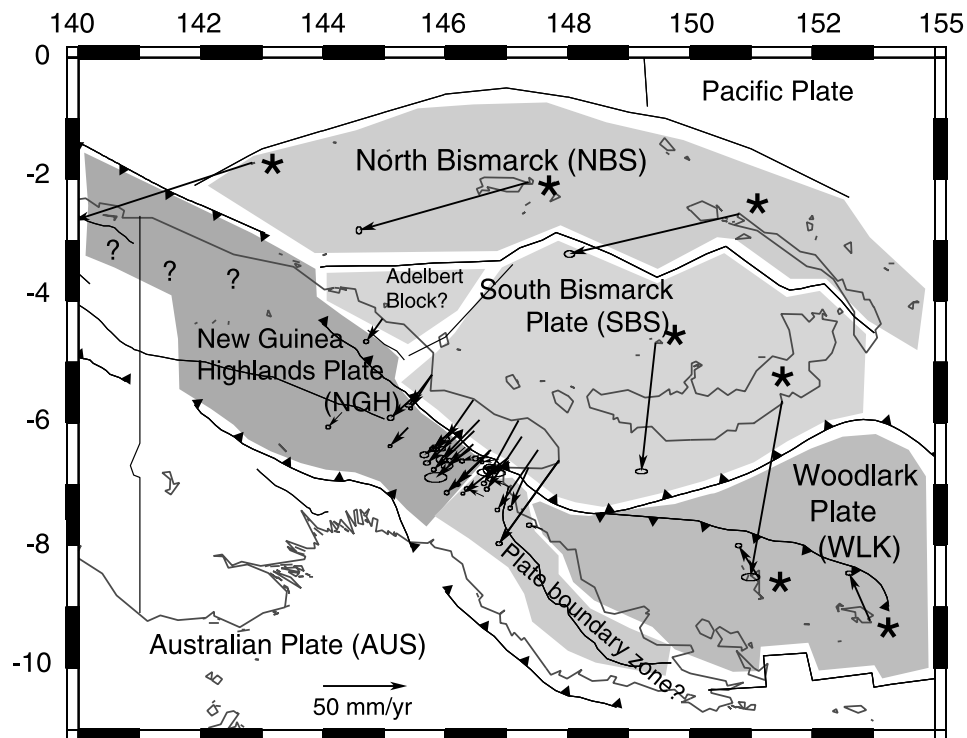 140 142 144 146 148 150 152 155
0
Pacific Plate
North Bismarck (NBS)
*
*
*
-2
? ? ?
Adelbert
Block?
-4
South Bismarck
Plate (SBS)
*
*
New Guinea
Highlands Plate
(NGH)
-6
Woodlark
Plate
(WLK)
-8
*
*
Plate boundary zone?
Australian Plate (AUS)
-10
50 mm/yr